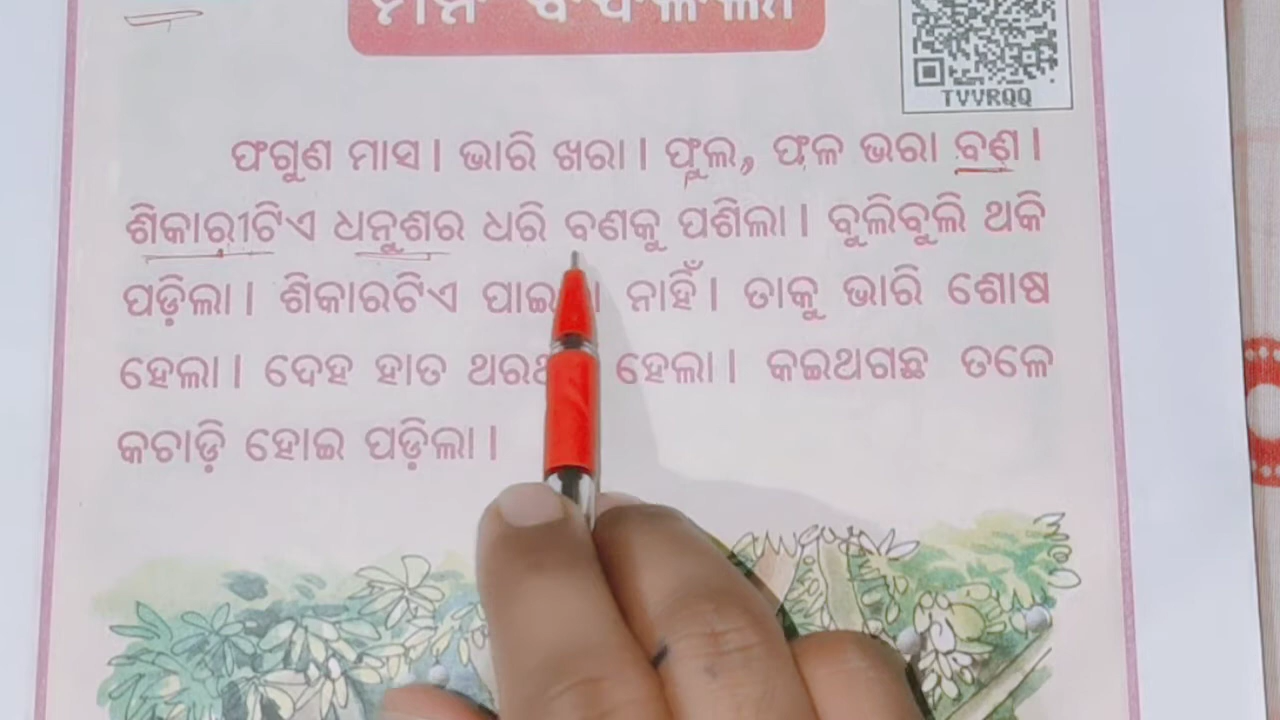 TVVRQQ
ଫଗୁଣ ମାସ। ଭାରି ଖରା। ଫୁଲ, ଫଳ ଭରା ବଣ।
ଶିକାରୀଟିଏ ଧନୁଶର ଧରି ବଣକୁ ପଶିଲା। ବୁଲିବୁଲି ଥକି
ପଡ଼ିଲା। ଶିକାରଟିଏ ନାହିଁ। ତାକୁ ଭାରି ଶୋଷ
ହେଲା। ଦେହ ହାତ ହେଲା। କଇଥଗଛ ତଳେ
କଚାଡ଼ି ହୋଇ ପଡ଼ିଲା।